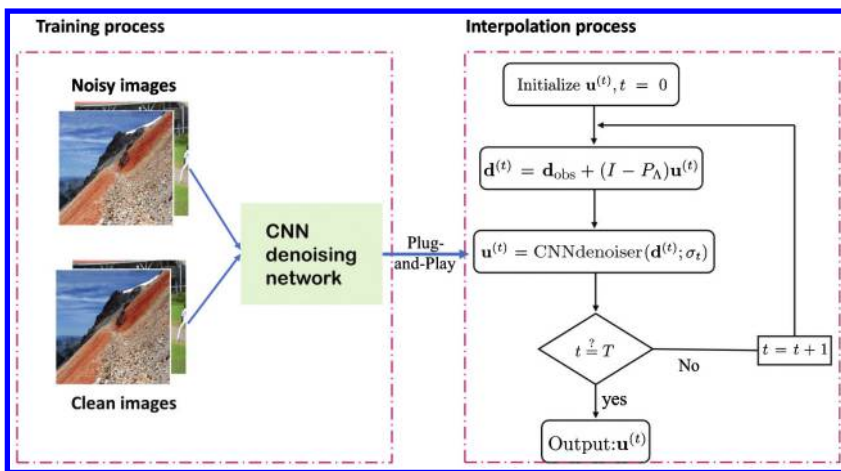 Training process
Noisy images
Clean images
CNN
denoising
network
Plug-
and-Play
Interpolation process
Initialize u^(t), t = 0
d^(t) = d_obs + (I − P_Λ)u^(t)
u^(t) = CNNdenoiser(d^(t); σ_t)
t ≟ T
No
t = t + 1
yes
Output:u^(t)